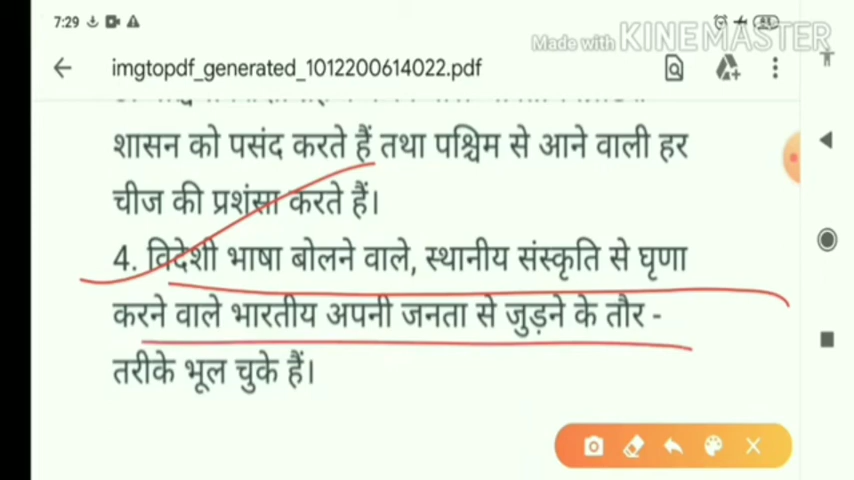 7:29
Made with KINEMASTER
imgtopdf_generated_1012200614022.pdf
शासन को पसंद करते हैं तथा पश्चिम से आने वाली हर
चीज की प्रशंसा करते हैं।
4. विदेशी भाषा बोलने वाले, स्थानीय संस्कृति से घृणा
करने वाले भारतीय अपनी जनता से जुड़ने के तौर -
तरीके भूल चुके हैं।